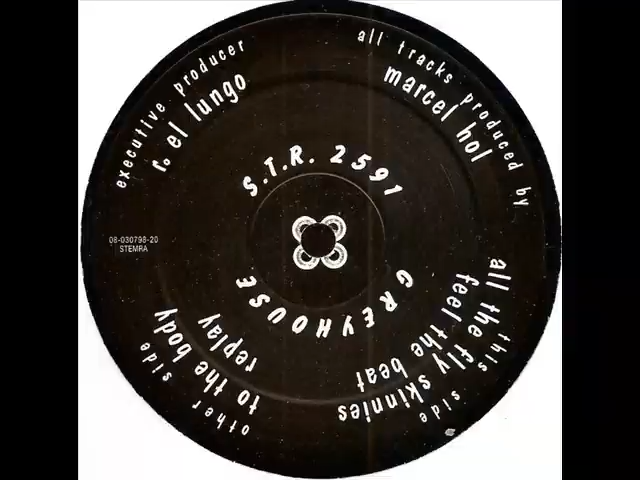 executive producer
r. el lungo
all tracks produced by
marcel hol
S.T.R. 2591
GREYHOUSE
08-030798-20
STEMRA
this side
all the fly skinnies
feel the beat
other side
to the body
replay